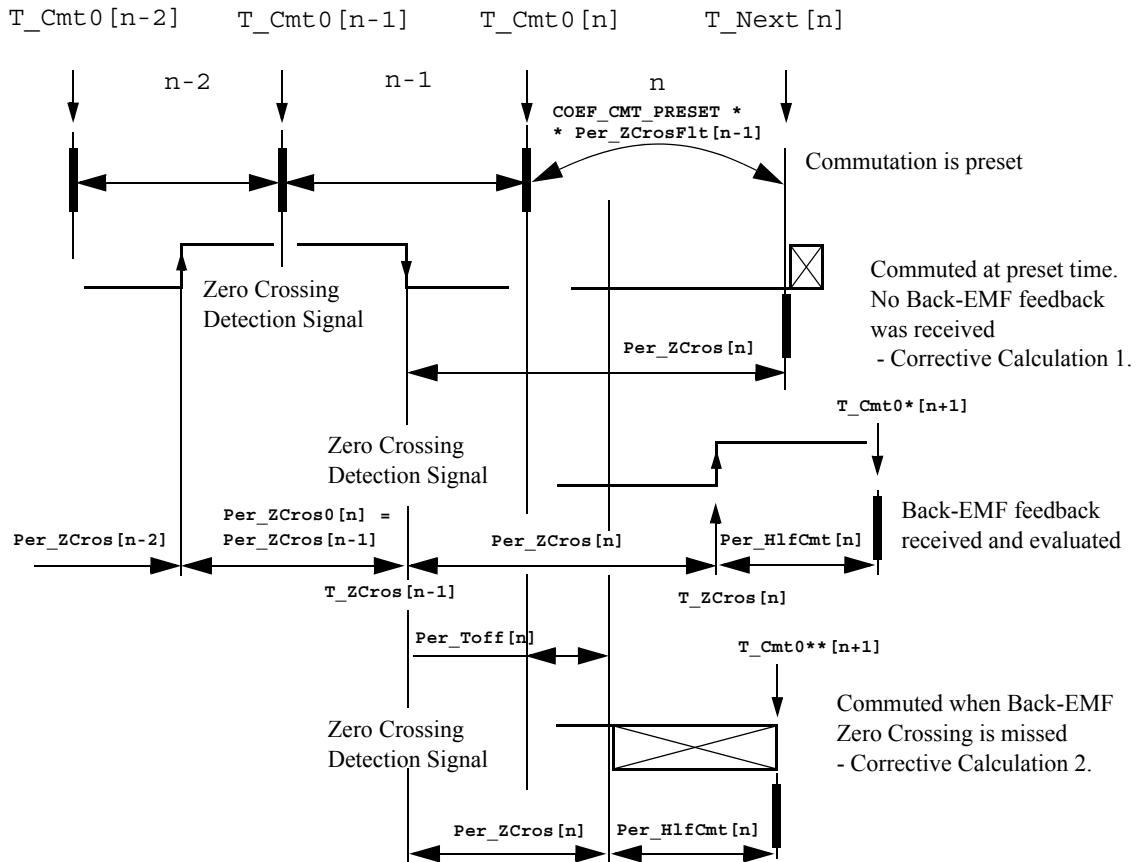 T_Cmt0[n-2]
T_Cmt0[n-1]
T_Cmt0[n]
T_Next[n]
n-2
n-1
n
COEF_CMT_PRESET *
* Per_ZCrosFlt[n-1]
Commutation is preset
Zero Crossing
Detection Signal
Commuted at preset time.
No Back-EMF feedback
was received
- Corrective Calculation 1.
Per_ZCros[n]
T_Cmt0*[n+1]
Zero Crossing
Detection Signal
Per_ZCros[n-2]
Per_ZCros0[n] =
Per_ZCros[n-1]
Per_ZCros[n]
Per_HlfCmt[n]
Back-EMF feedback
received and evaluated
T_ZCros[n-1]
T_ZCros[n]
Per_Toff[n]
T_Cmt0**[n+1]
Zero Crossing
Detection Signal
Commuted when Back-EMF
Zero Crossing is missed
- Corrective Calculation 2.
Per_ZCros[n]
Per_HlfCmt[n]